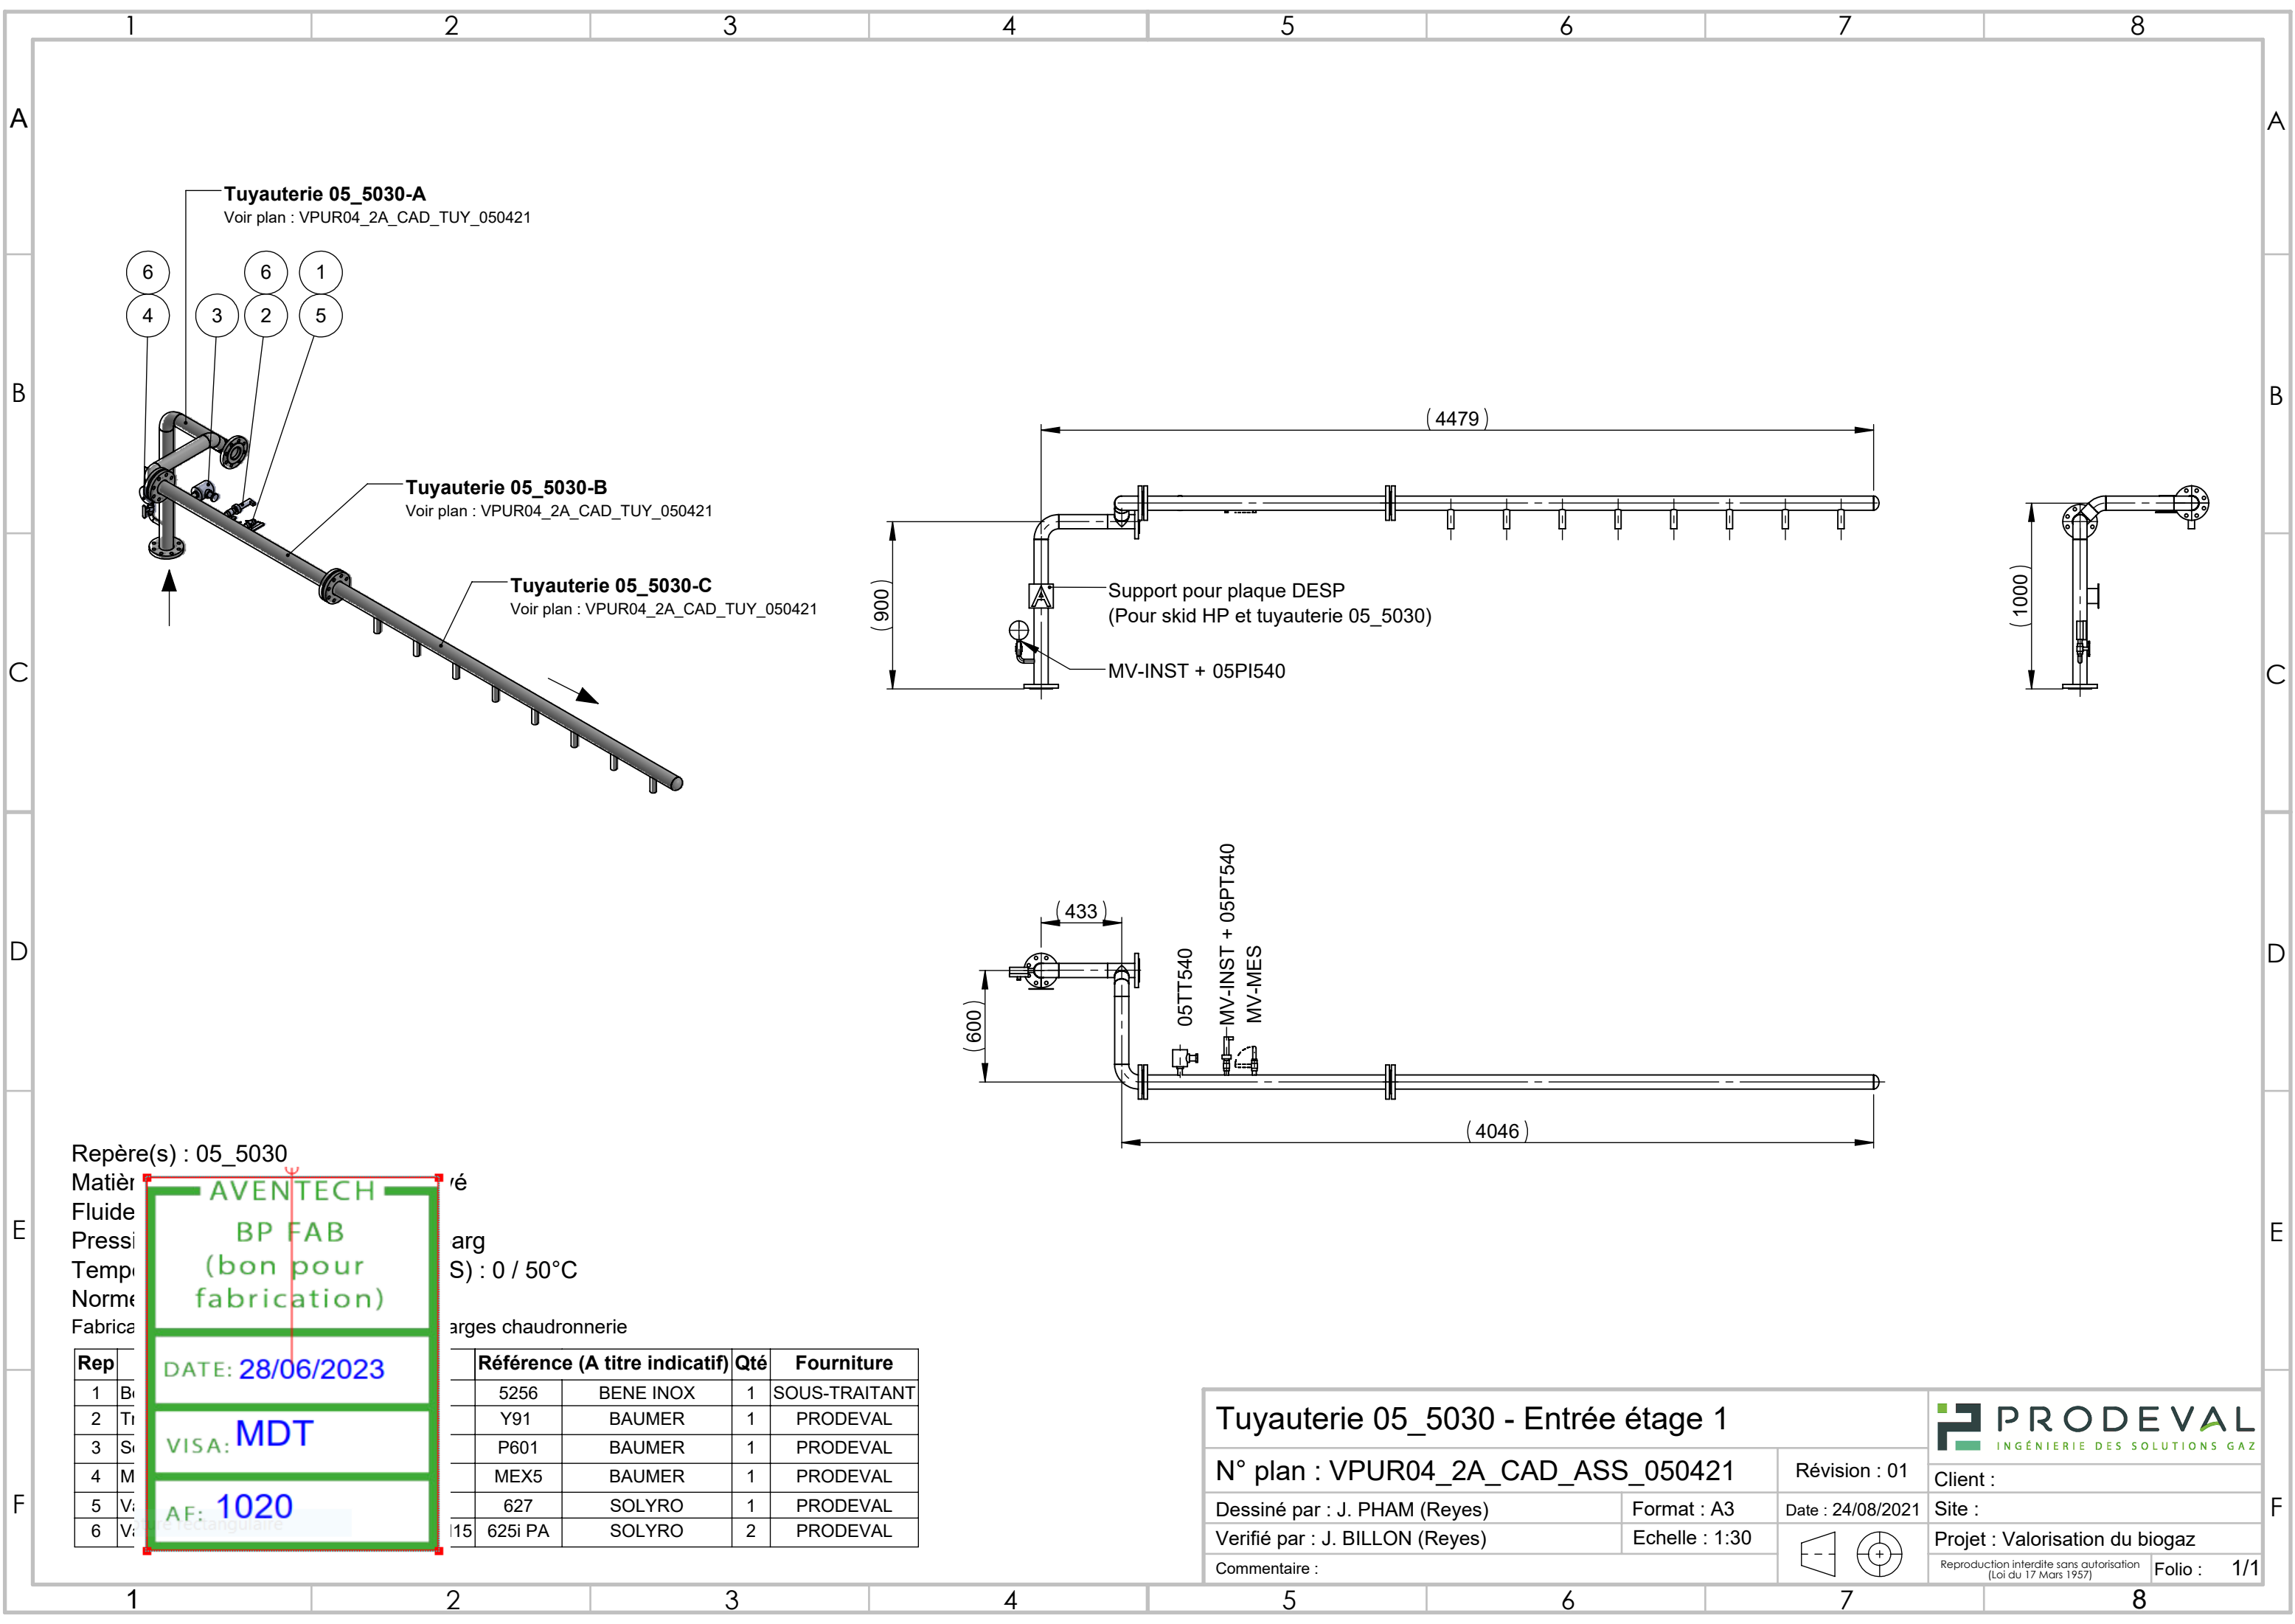 1 2 3 4 5 6 7 8
A A
B B
C C
D D
E E
F F
Tuyauterie 05_5030-A
Voir plan : VPUR04_2A_CAD_TUY_050421
6 6 1
4 3 2 5
Tuyauterie 05_5030-B
Voir plan : VPUR04_2A_CAD_TUY_050421
Tuyauterie 05_5030-C
Voir plan : VPUR04_2A_CAD_TUY_050421
(4479)
(900)
Support pour plaque DESP
(Pour skid HP et tuyauterie 05_5030)
MV-INST + 05PI540
(1000)
(433)
(600)
05TT540
MV-INST + 05PT540
MV-MES
(4046)
Repère(s) : 05_5030
AVENTECH
BP FAB
(bon pour
fabrication)
DATE: 28/06/2023
VISA: MDT
AF: 1020
S) : 0 / 50°C
arges chaudronnerie
Rep Référence (A titre indicatif) Qté Fourniture
1 5256 BENE INOX 1 SOUS-TRAITANT
2 Y91 BAUMER 1 PRODEVAL
3 P601 BAUMER 1 PRODEVAL
4 MEX5 BAUMER 1 PRODEVAL
5 627 SOLYRO 1 PRODEVAL
6 625i PA SOLYRO 2 PRODEVAL
Tuyauterie 05_5030 - Entrée étage 1
N° plan : VPUR04_2A_CAD_ASS_050421
Révision : 01
Dessiné par : J. PHAM (Reyes)
Format : A3
Date : 24/08/2021
Verifié par : J. BILLON (Reyes)
Echelle : 1:30
Commentaire :
PRODEVAL
INGÉNIERIE DES SOLUTIONS GAZ
Client :
Site :
Projet : Valorisation du biogaz
Reproduction interdite sans autorisation
(Loi du 17 Mars 1957)
Folio : 1/1
1 2 3 4 5 6 7 8